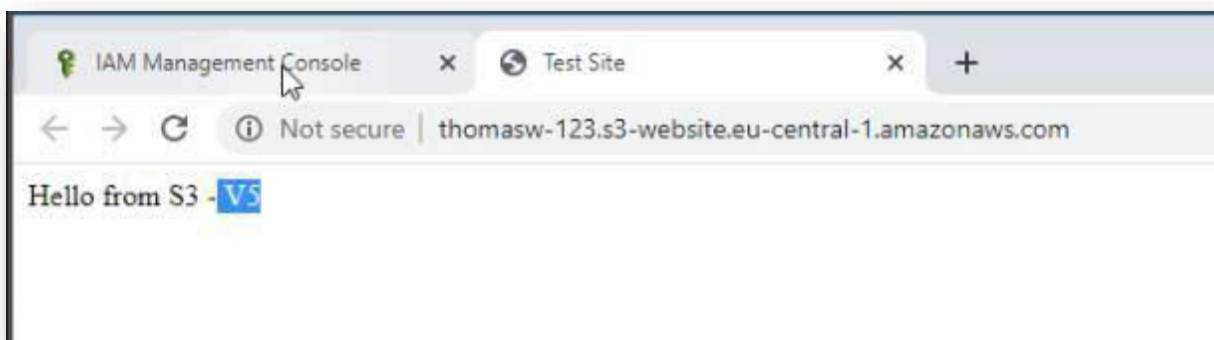 IAM Management Console
Test Site
Not secure | thomasw-123.s3-website.eu-central-1.amazonaws.com
Hello from S3 - V5